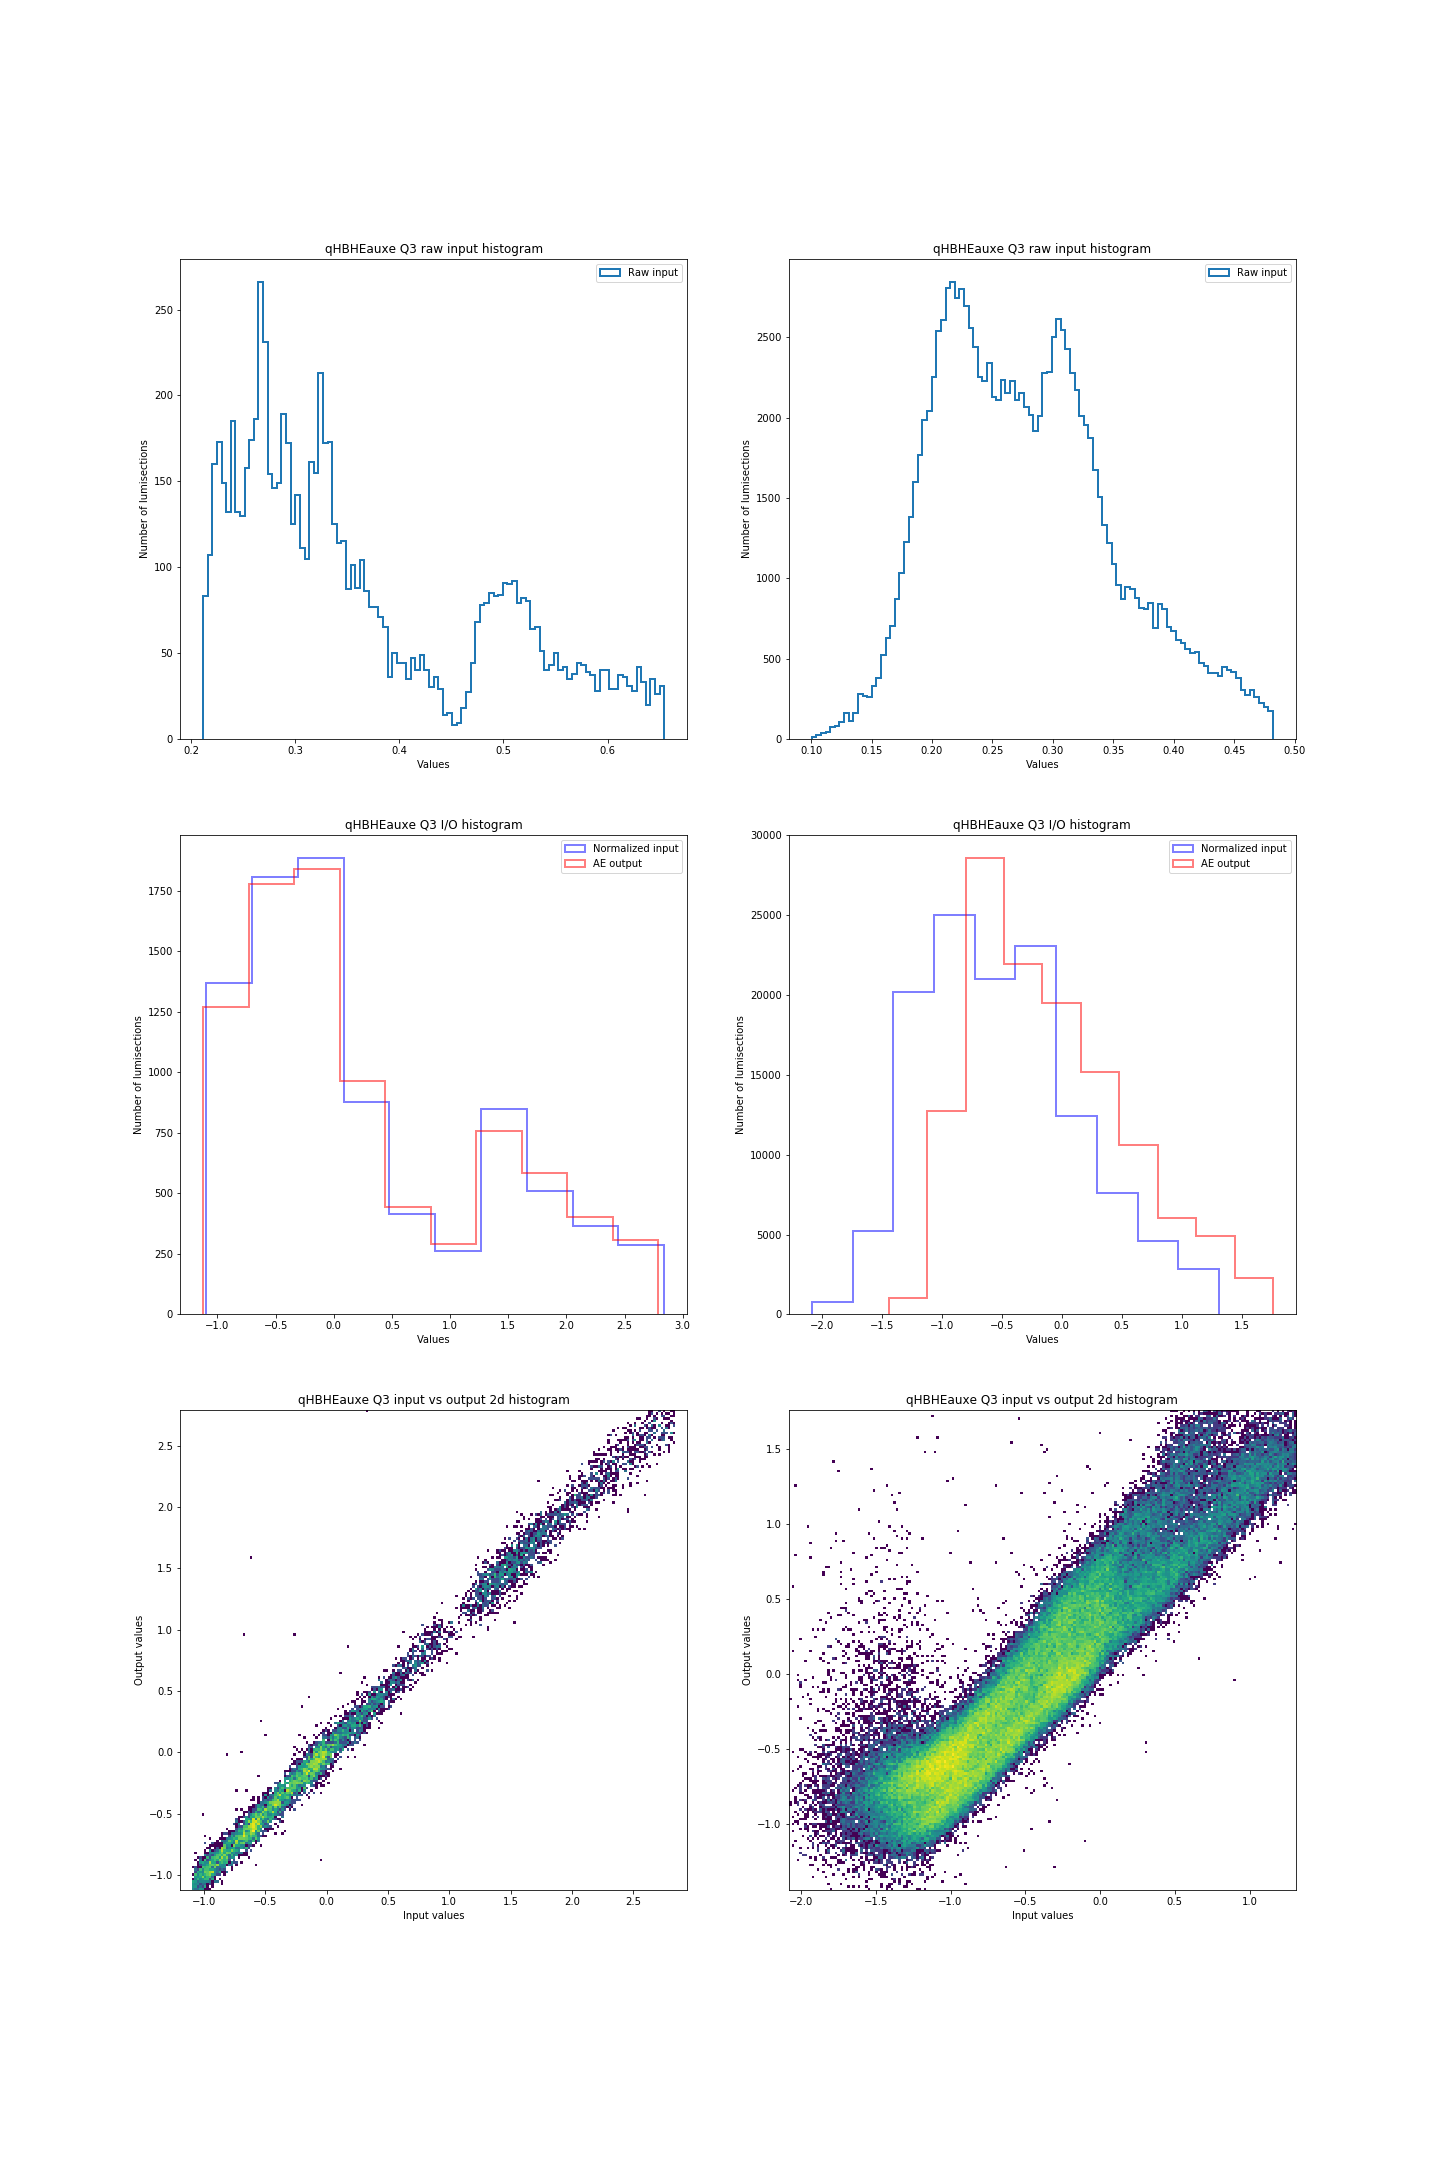 qHBHEauxe Q3 raw input histogram
Raw input
250
200
150
100
50
0
Number of lumisections
0.2 0.3 0.4 0.5 0.6
Values
qHBHEauxe Q3 raw input histogram
Raw input
2500
2000
1500
1000
500
0
Number of lumisections
0.10 0.15 0.20 0.25 0.30 0.35 0.40 0.45 0.50
Values
qHBHEauxe Q3 I/O histogram
Normalized input
AE output
1750
1500
1250
1000
750
500
250
0
Number of lumisections
−1.0 −0.5 0.0 0.5 1.0 1.5 2.0 2.5 3.0
Values
qHBHEauxe Q3 I/O histogram
Normalized input
AE output
30000
25000
20000
15000
10000
5000
0
Number of lumisections
−2.0 −1.5 −1.0 −0.5 0.0 0.5 1.0 1.5
Values
qHBHEauxe Q3 input vs output 2d histogram
2.5
2.0
1.5
1.0
0.5
0.0
−0.5
−1.0
Output values
−1.0 −0.5 0.0 0.5 1.0 1.5 2.0 2.5
Input values
qHBHEauxe Q3 input vs output 2d histogram
1.5
1.0
0.5
0.0
−0.5
−1.0
Output values
−2.0 −1.5 −1.0 −0.5 0.0 0.5 1.0
Input values